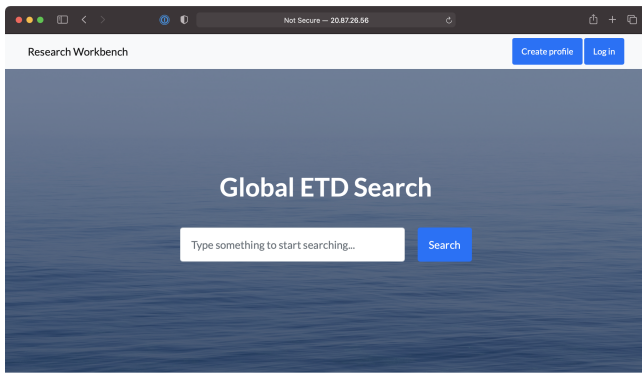 Not Secure — 20.87.26.56
Research Workbench
Create profile
Log in
Global ETD Search
Type something to start searching...
Search